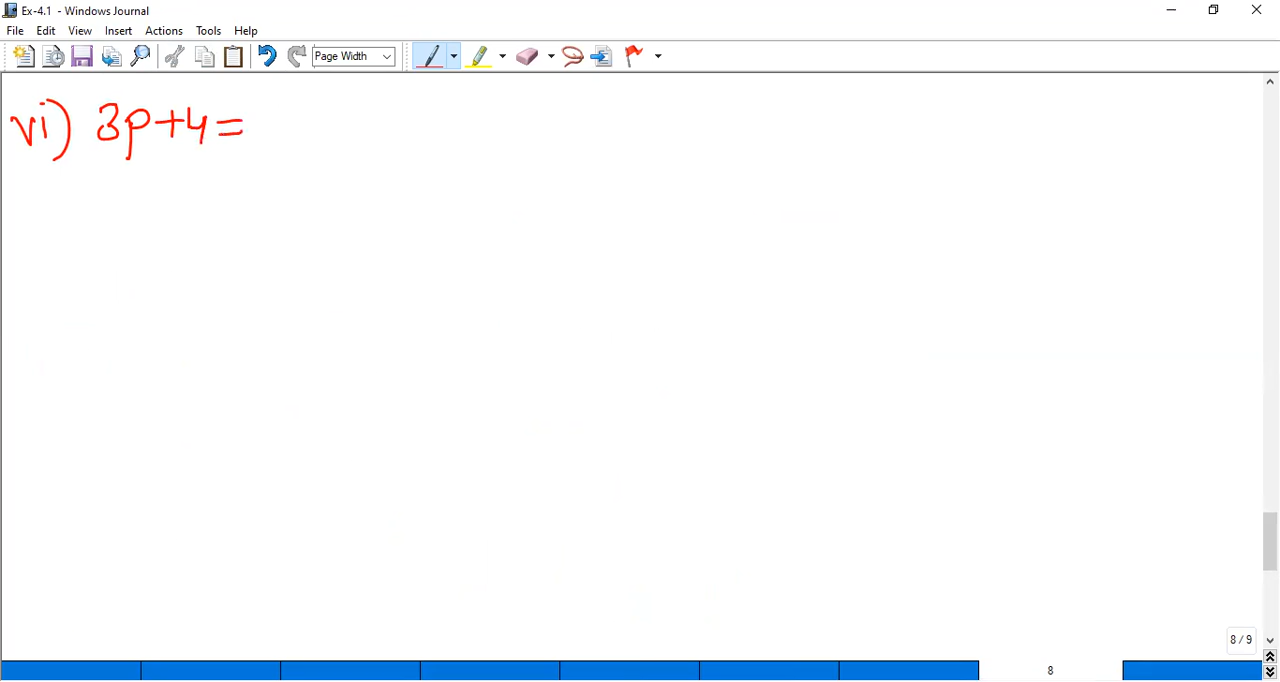 Ex-4.1 - Windows Journal
File Edit View Insert Actions Tools Help
Page Width
vi) 3p+4=
8 / 9
8